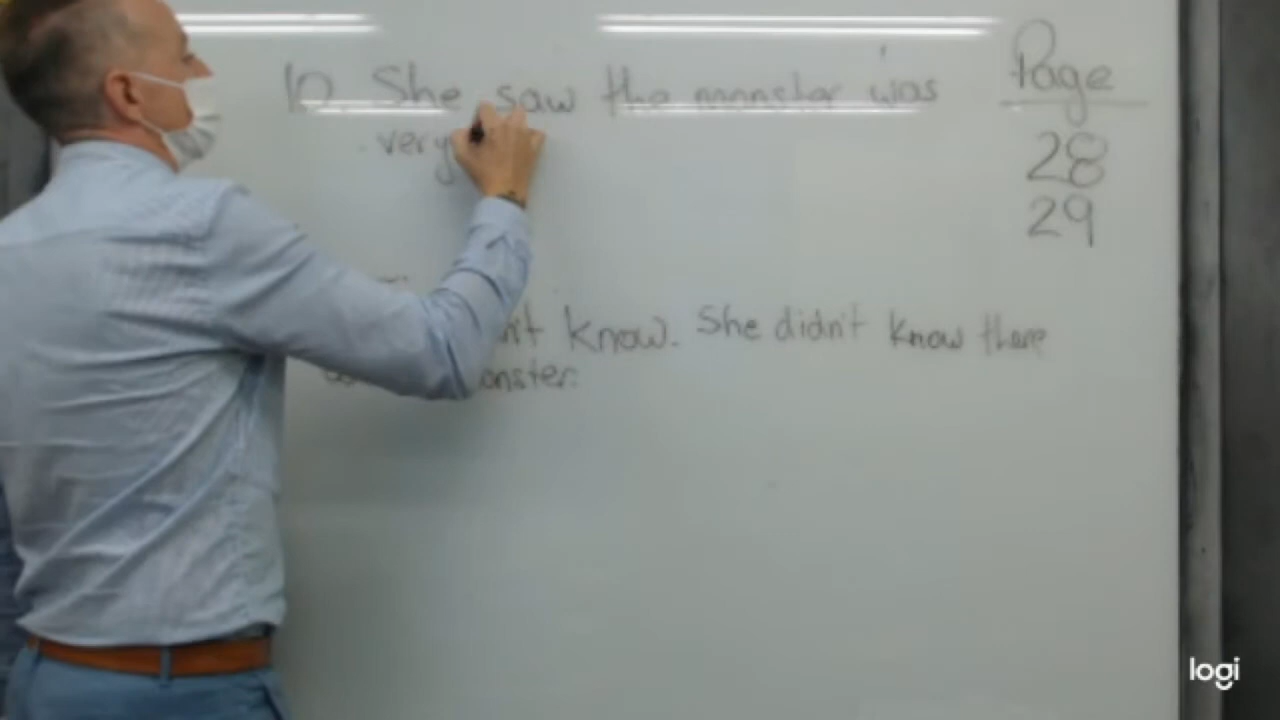 10. She saw the monster was
very
Page
28
29
n't know. She didn't know there
onster.
logi